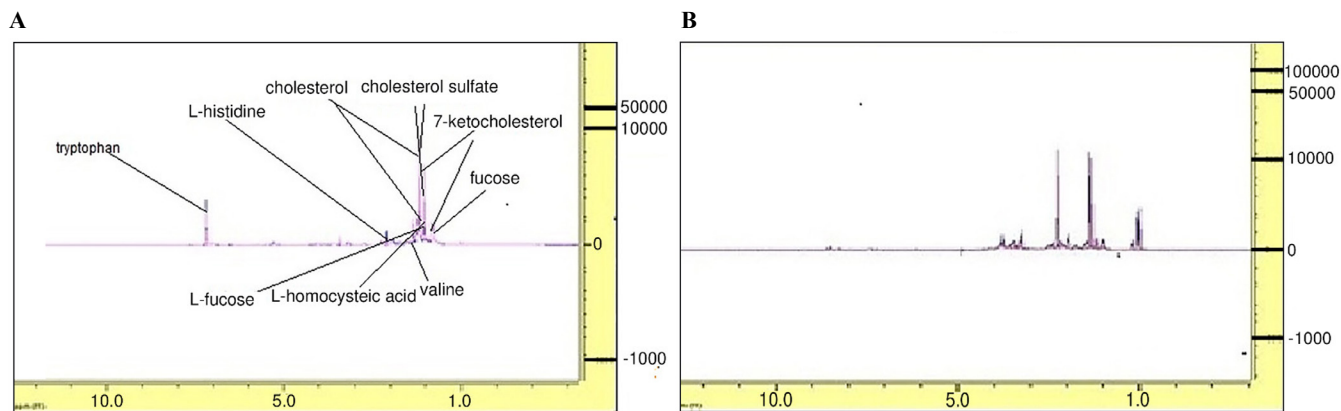 A
B
cholesterol
cholesterol sulfate
L-histidine
7-ketocholesterol
tryptophan
fucose
L-fucose
L-homocysteic acid
valine
50000
10000
0
-1000
10.0
5.0
1.0
100000
50000
10000
0
-1000
10.0
5.0
1.0